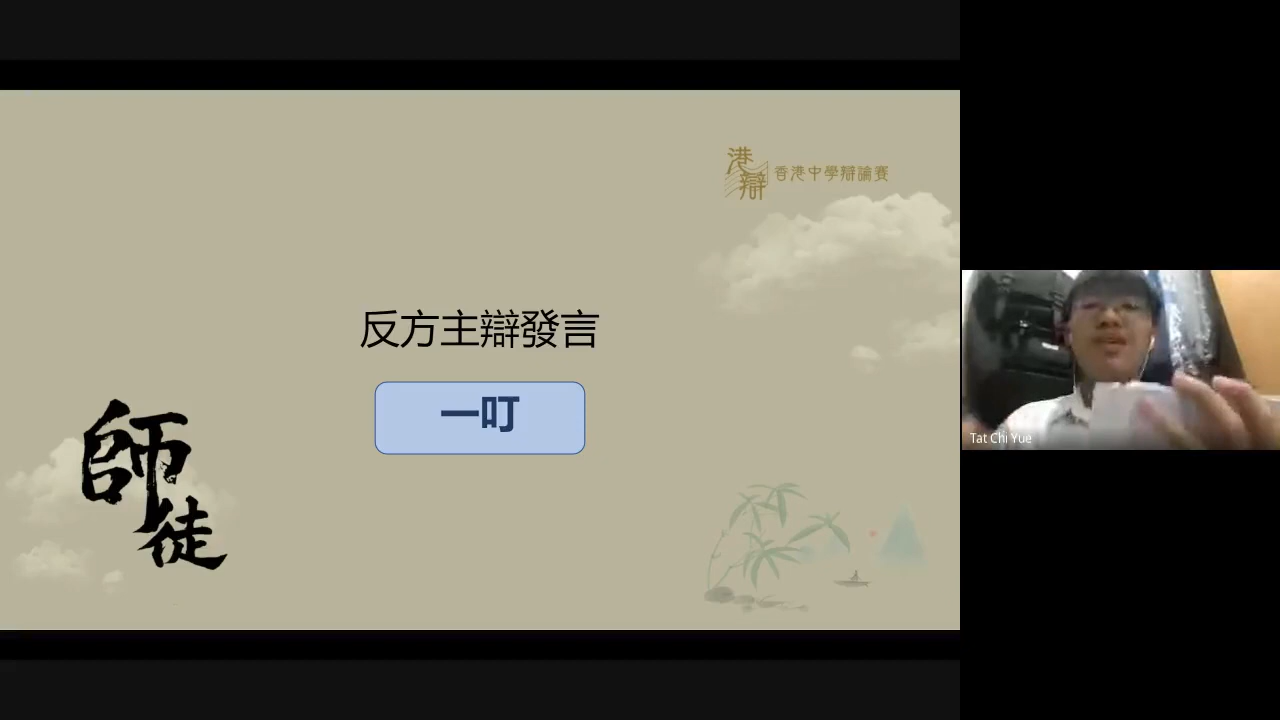 港
辯
香港中學辯論賽
反方主辯發言
一叮
師
徒
Tat Chi Yue